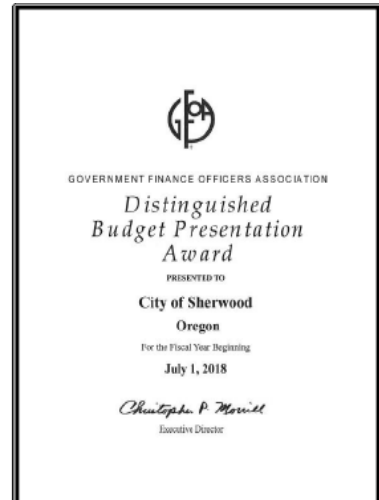 GFOA
GOVERNMENT FINANCE OFFICERS ASSOCIATION
Distinguished
Budget Presentation
Award
PRESENTED TO
City of Sherwood
Oregon
For the Fiscal Year Beginning
July 1, 2018
Christopher P. Morrill
Executive Director